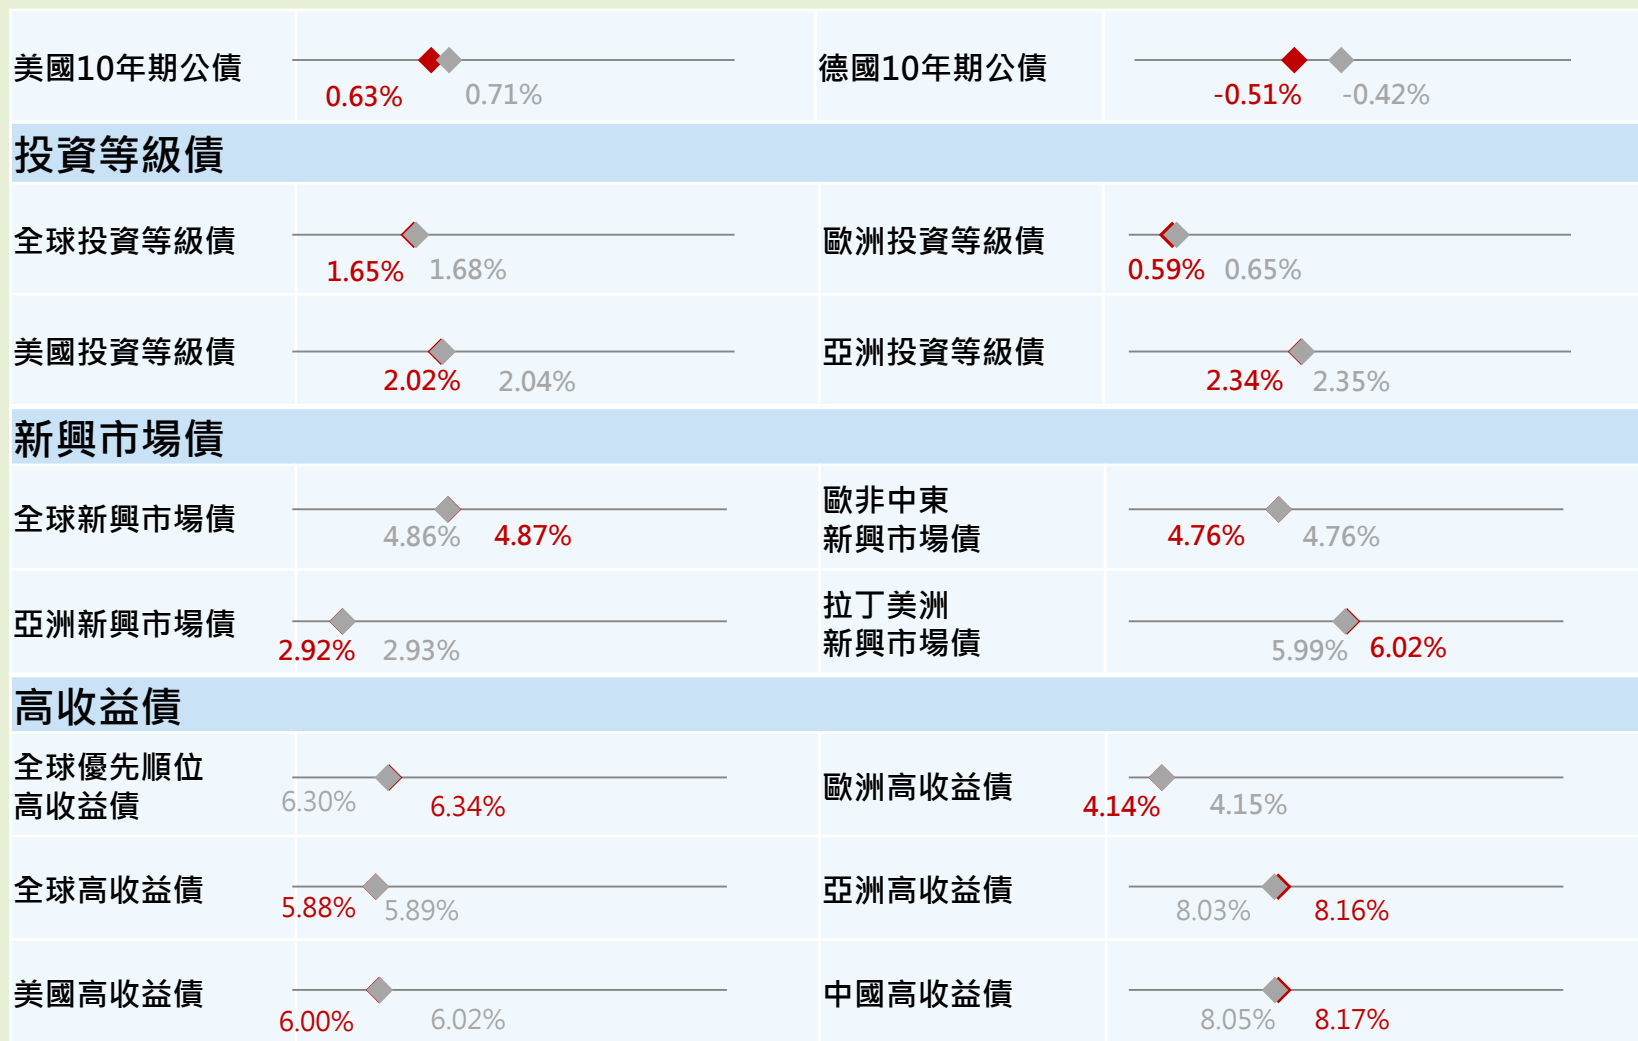 美國10年期公債
0.63% 0.71%
德國10年期公債
-0.51% -0.42%
投資等級債
全球投資等級債
1.65% 1.68%
歐洲投資等級債
0.59% 0.65%
美國投資等級債
2.02% 2.04%
亞洲投資等級債
2.34% 2.35%
新興市場債
全球新興市場債
4.86% 4.87%
歐非中東
新興市場債
4.76% 4.76%
亞洲新興市場債
2.92% 2.93%
拉丁美洲
新興市場債
5.99% 6.02%
高收益債
全球優先順位
高收益債
6.30% 6.34%
歐洲高收益債
4.14% 4.15%
全球高收益債
5.88% 5.89%
亞洲高收益債
8.03% 8.16%
美國高收益債
6.00% 6.02%
中國高收益債
8.05% 8.17%